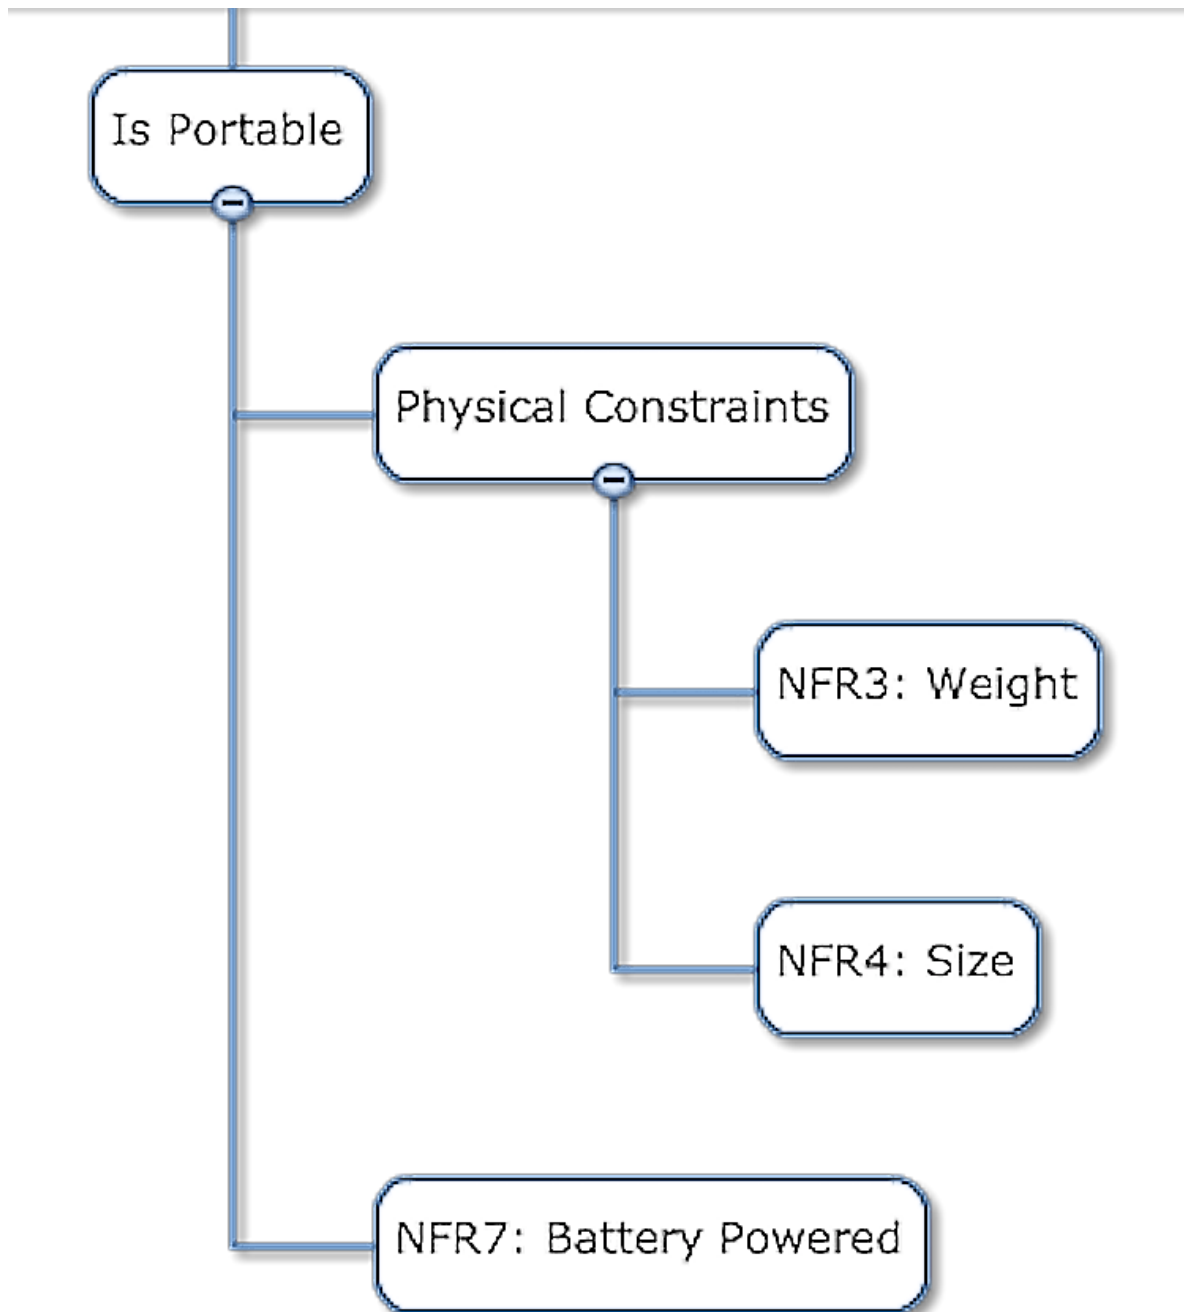 Is Portable
Physical Constraints
NFR3: Weight
NFR4: Size
NFR7: Battery Powered